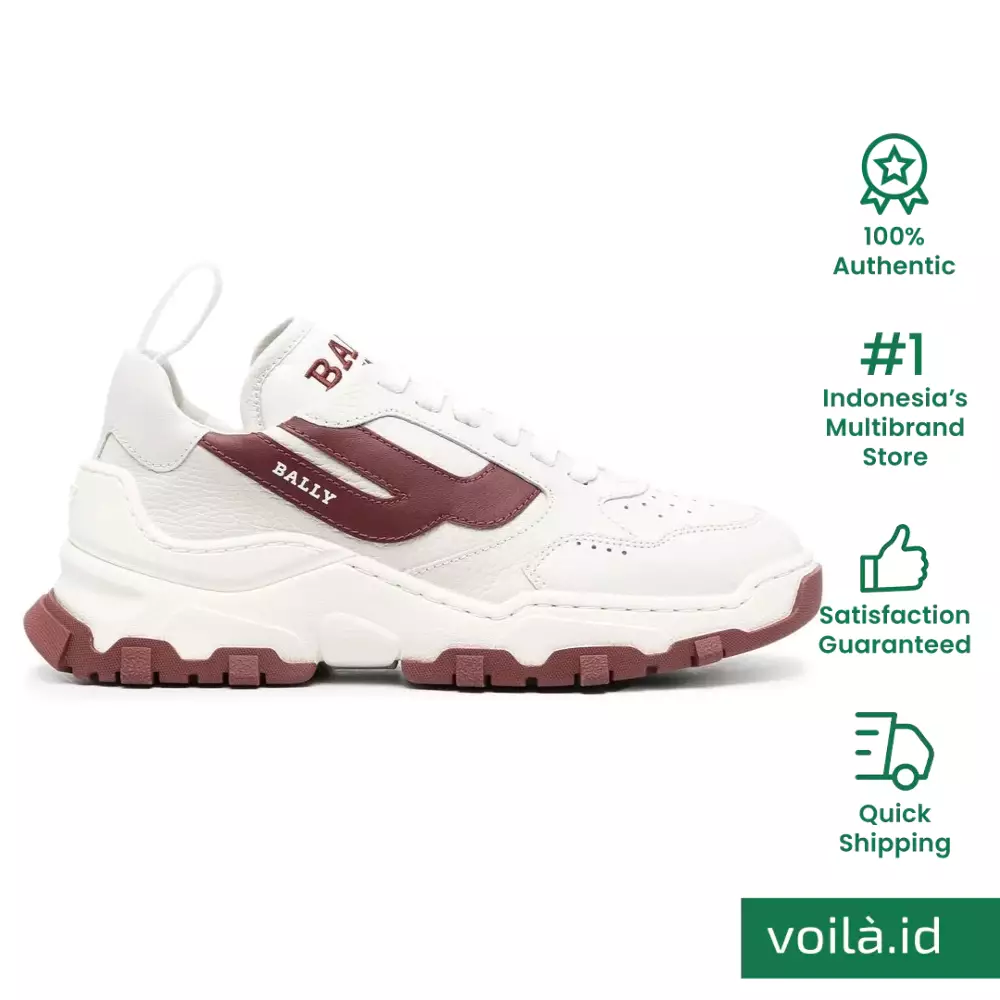 BALLY
100%
Authentic
#1
Indonesia's
Multibrand
Store
Satisfaction
Guaranteed
Quick
Shipping
voilà.id